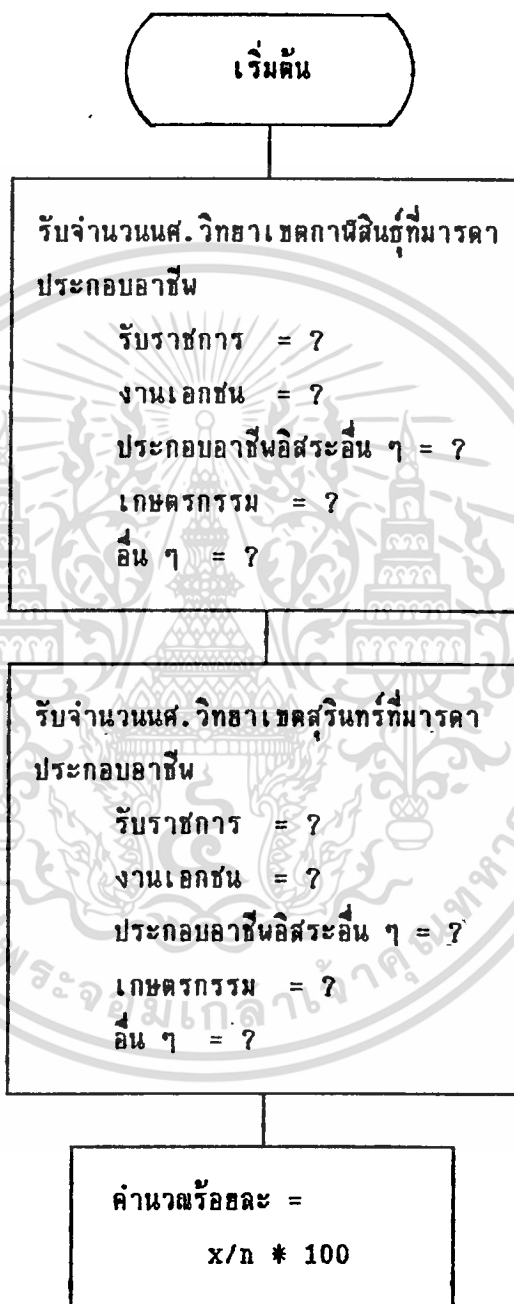 เริ่มต้น
รับจำนวนนศ.วิทยาเขตกาฬสินธุ์ที่มารดา
ประกอบอาชีพ
รับราชการ = ?
งานเอกชน = ?
ประกอบอาชีพอิสระอื่น ๆ = ?
เกษตรกรรม = ?
อื่น ๆ = ?
รับจำนวนนศ.วิทยาเขตสุรินทร์ที่มารดา
ประกอบอาชีพ
รับราชการ = ?
งานเอกชน = ?
ประกอบอาชีพอิสระอื่น ๆ = ?
เกษตรกรรม = ?
อื่น ๆ = ?
คำนวณร้อยละ =
x/n * 100